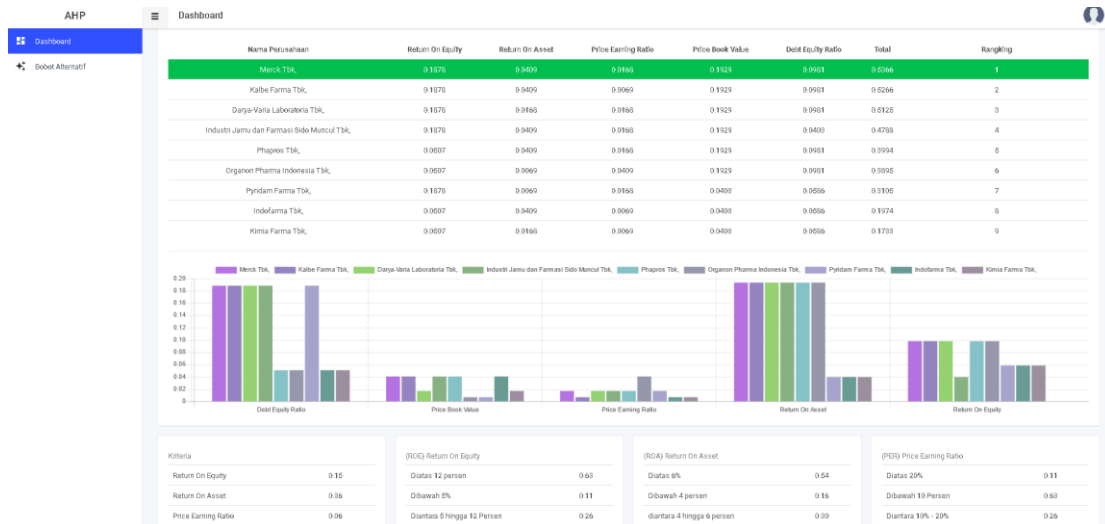 AHP
Dashboard
Dashboard
Bobot Alternatif
Nama Perusahaan Return On Equity Return On Asset Price Earning Ratio Price Book Value Debt Equity Ratio Total Rangking
Merck Tbk, 0.1878 0.0409 0.0168 0.1929 0.0981 0.5366 1
Kalbe Farma Tbk, 0.1878 0.0409 0.0069 0.1929 0.0981 0.5266 2
Darya-Varia Laboratoria Tbk, 0.1878 0.0168 0.0168 0.1929 0.0981 0.5125 3
Industri Jamu dan Farmasi Sido Muncul Tbk, 0.1878 0.0409 0.0168 0.1929 0.0403 0.4788 4
Phapros Tbk, 0.0507 0.0409 0.0168 0.1929 0.0981 0.3994 5
Organon Pharma Indonesia Tbk, 0.0507 0.0069 0.0409 0.1929 0.0981 0.3895 6
Pyridam Farma Tbk, 0.1878 0.0069 0.0168 0.0403 0.0586 0.3105 7
Indofarma Tbk, 0.0507 0.0409 0.0069 0.0403 0.0586 0.1974 8
Kimia Farma Tbk, 0.0507 0.0168 0.0069 0.0403 0.0586 0.1733 9
Merck Tbk, Kalbe Farma Tbk, Darya-Varia Laboratoria Tbk, Industri Jamu dan Farmasi Sido Muncul Tbk, Phapros Tbk, Organon Pharma Indonesia Tbk, Pyridam Farma Tbk, Indofarma Tbk, Kimia Farma Tbk,
0.20
0.18
0.16
0.14
0.12
0.10
0.08
0.06
0.04
0.02
0
Debt Equity Ratio Price Book Value Price Earning Ratio Return On Asset Return On Equity
Kriteria
Return On Equity 0.15
Return On Asset 0.36
Price Earning Ratio 0.06
(ROE) Return On Equity
Diatas 12 persen 0.63
Dibawah 5% 0.11
Diantara 5 hingga 12 Persen 0.26
(ROA) Return On Asset
Diatas 6% 0.54
Dibawah 4 persen 0.16
diantara 4 hingga 6 persen 0.30
(PER) Price Earning Ratio
Diatas 20% 0.11
Dibawah 10 Persen 0.63
Diantara 10% - 20% 0.26